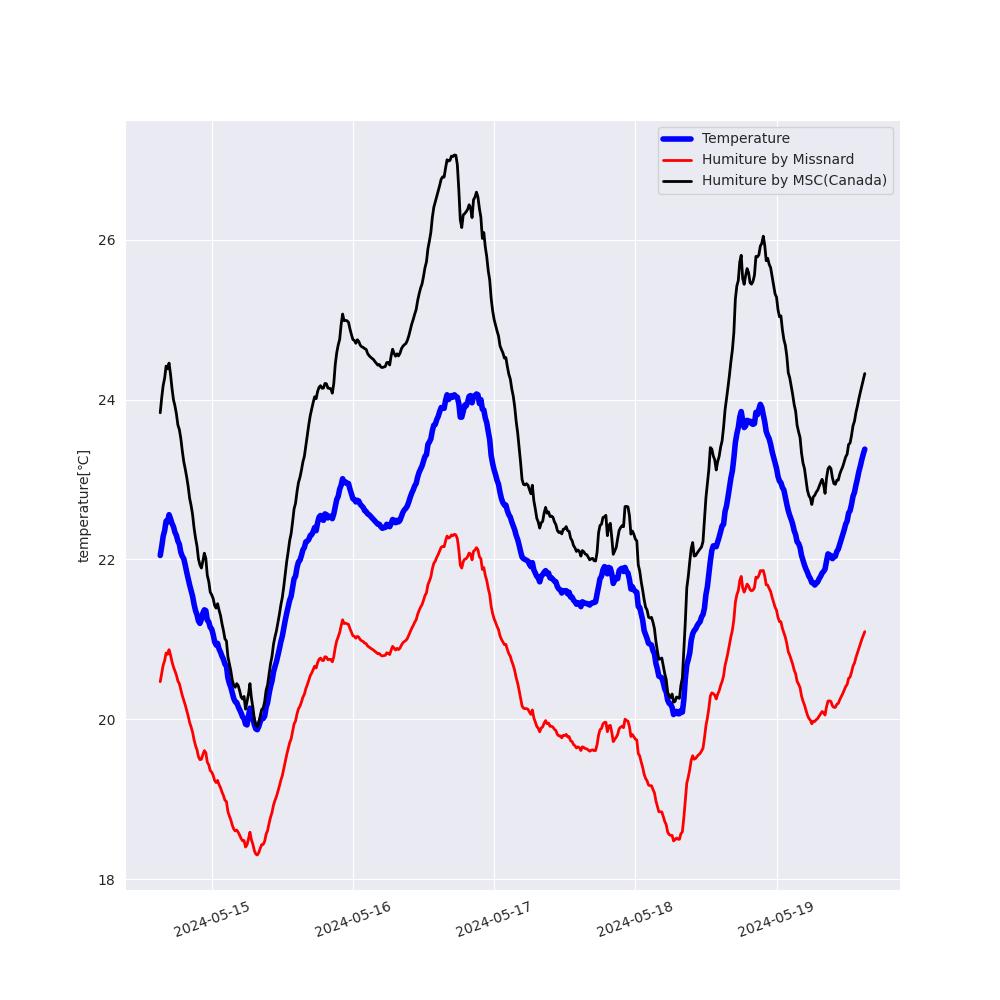 Temperature
Humiture by Missnard
Humiture by MSC(Canada)
26
24
22
20
18
temperature[℃]
2024-05-15
2024-05-16
2024-05-17
2024-05-18
2024-05-19